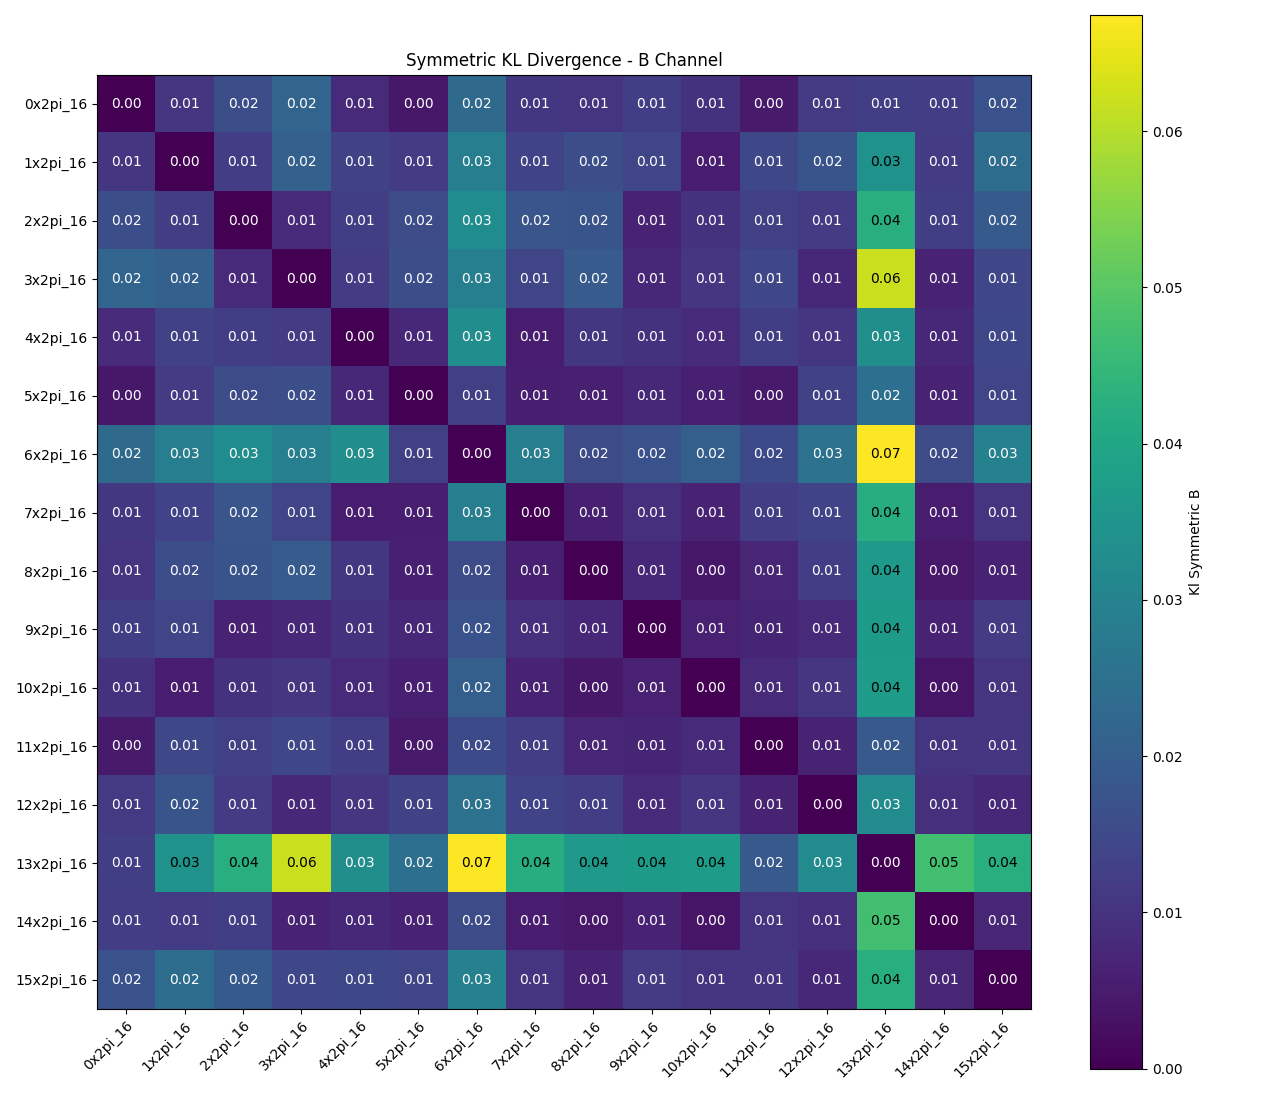 Symmetric KL Divergence - B Channel
0x2pi_16 0.00 0.01 0.02 0.02 0.01 0.00 0.02 0.01 0.01 0.01 0.01 0.00 0.01 0.01 0.01 0.02
1x2pi_16 0.01 0.00 0.01 0.02 0.01 0.01 0.03 0.01 0.02 0.01 0.01 0.01 0.02 0.03 0.01 0.02
2x2pi_16 0.02 0.01 0.00 0.01 0.01 0.02 0.03 0.02 0.02 0.01 0.01 0.01 0.01 0.04 0.01 0.02
3x2pi_16 0.02 0.02 0.01 0.00 0.01 0.02 0.03 0.01 0.02 0.01 0.01 0.01 0.01 0.06 0.01 0.01
4x2pi_16 0.01 0.01 0.01 0.01 0.00 0.01 0.03 0.01 0.01 0.01 0.01 0.01 0.01 0.03 0.01 0.01
5x2pi_16 0.00 0.01 0.02 0.02 0.01 0.00 0.01 0.01 0.01 0.01 0.01 0.00 0.01 0.02 0.01 0.01
6x2pi_16 0.02 0.03 0.03 0.03 0.03 0.01 0.00 0.03 0.02 0.02 0.02 0.02 0.03 0.07 0.02 0.03
7x2pi_16 0.01 0.01 0.02 0.01 0.01 0.01 0.03 0.00 0.01 0.01 0.01 0.01 0.01 0.04 0.01 0.01
8x2pi_16 0.01 0.02 0.02 0.02 0.01 0.01 0.02 0.01 0.00 0.01 0.00 0.01 0.01 0.04 0.00 0.01
9x2pi_16 0.01 0.01 0.01 0.01 0.01 0.01 0.02 0.01 0.01 0.00 0.01 0.01 0.01 0.04 0.01 0.01
10x2pi_16 0.01 0.01 0.01 0.01 0.01 0.01 0.02 0.01 0.00 0.01 0.00 0.01 0.01 0.04 0.00 0.01
11x2pi_16 0.00 0.01 0.01 0.01 0.01 0.00 0.02 0.01 0.01 0.01 0.01 0.00 0.01 0.02 0.01 0.01
12x2pi_16 0.01 0.02 0.01 0.01 0.01 0.01 0.03 0.01 0.01 0.01 0.01 0.01 0.00 0.03 0.01 0.01
13x2pi_16 0.01 0.03 0.04 0.06 0.03 0.02 0.07 0.04 0.04 0.04 0.04 0.02 0.03 0.00 0.05 0.04
14x2pi_16 0.01 0.01 0.01 0.01 0.01 0.01 0.02 0.01 0.00 0.01 0.00 0.01 0.01 0.05 0.00 0.01
15x2pi_16 0.02 0.02 0.02 0.01 0.01 0.01 0.03 0.01 0.01 0.01 0.01 0.01 0.01 0.04 0.01 0.00
0x2pi_16 1x2pi_16 2x2pi_16 3x2pi_16 4x2pi_16 5x2pi_16 6x2pi_16 7x2pi_16 8x2pi_16 9x2pi_16 10x2pi_16 11x2pi_16 12x2pi_16 13x2pi_16 14x2pi_16 15x2pi_16
0.06
0.05
0.04
0.03
0.02
0.01
0.00
Kl Symmetric B